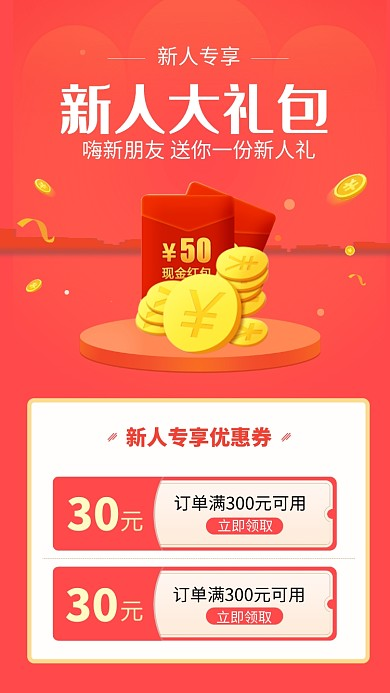 新人专享
新人大礼包
嗨新朋友 送你一份新人礼
¥50
现金红包
¥
¥
¥
新人专享优惠券
30元
订单满300元可用
立即领取
30元
订单满300元可用
立即领取